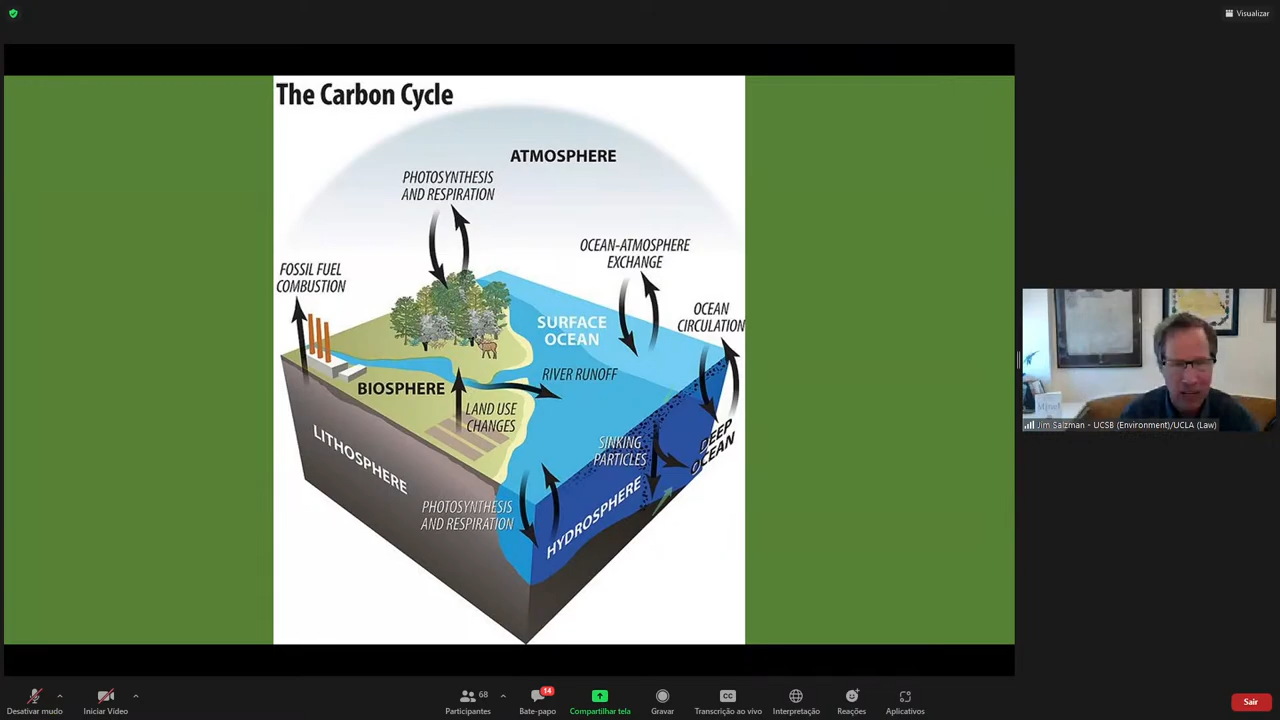 Visualizar
The Carbon Cycle
ATMOSPHERE
PHOTOSYNTHESIS
AND RESPIRATION
OCEAN-ATMOSPHERE
EXCHANGE
FOSSIL FUEL
COMBUSTION
OCEAN
CIRCULATION
SURFACE
OCEAN
RIVER RUNOFF
BIOSPHERE
LAND USE
CHANGES
LITHOSPHERE
SINKING
PARTICLES
DEEP
OCEAN
PHOTOSYNTHESIS
AND RESPIRATION
HYDROSPHERE
Jim Salzman - UCSB (Environment)/UCLA (Law)
68
14
CC
Desativar mudo
Iniciar Vídeo
Participantes
Bate-papo
Compartilhar tela
Gravar
Transcrição ao vivo
Interpretação
Reações
Aplicativos
Sair